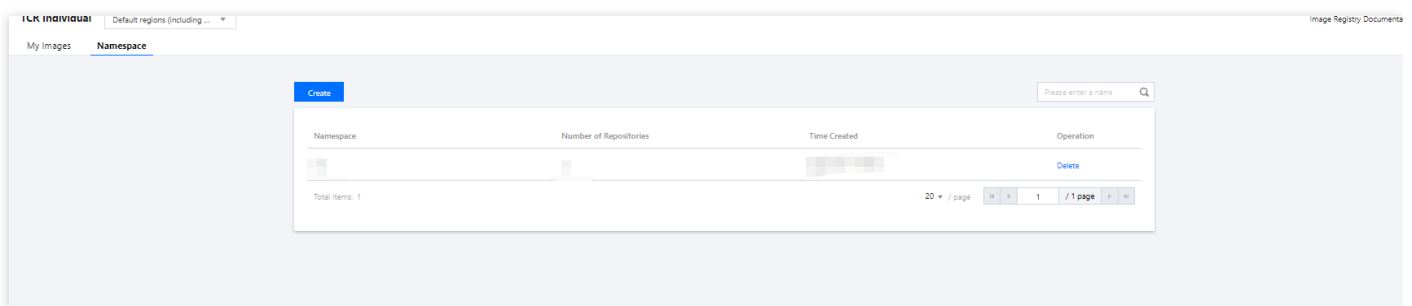 TCR Individual Default regions (including ... Image Registry Documenta
My Images Namespace
Create Please enter a name
Namespace Number of Repositories Time Created Operation
Delete
Total items: 1 20 / page 1 / 1 page